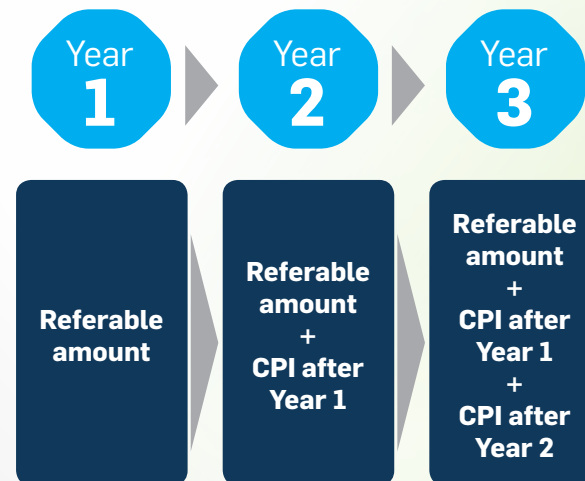 Year
1
Year
2
Year
3
Referable
amount
Referable
amount
+
CPI after
Year 1
Referable
amount
+
CPI after
Year 1
+
CPI after
Year 2